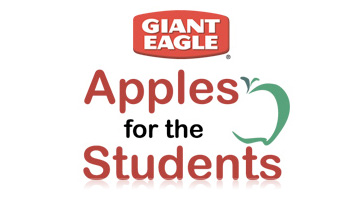 GIANT
EAGLE®
Apples
for the
Students